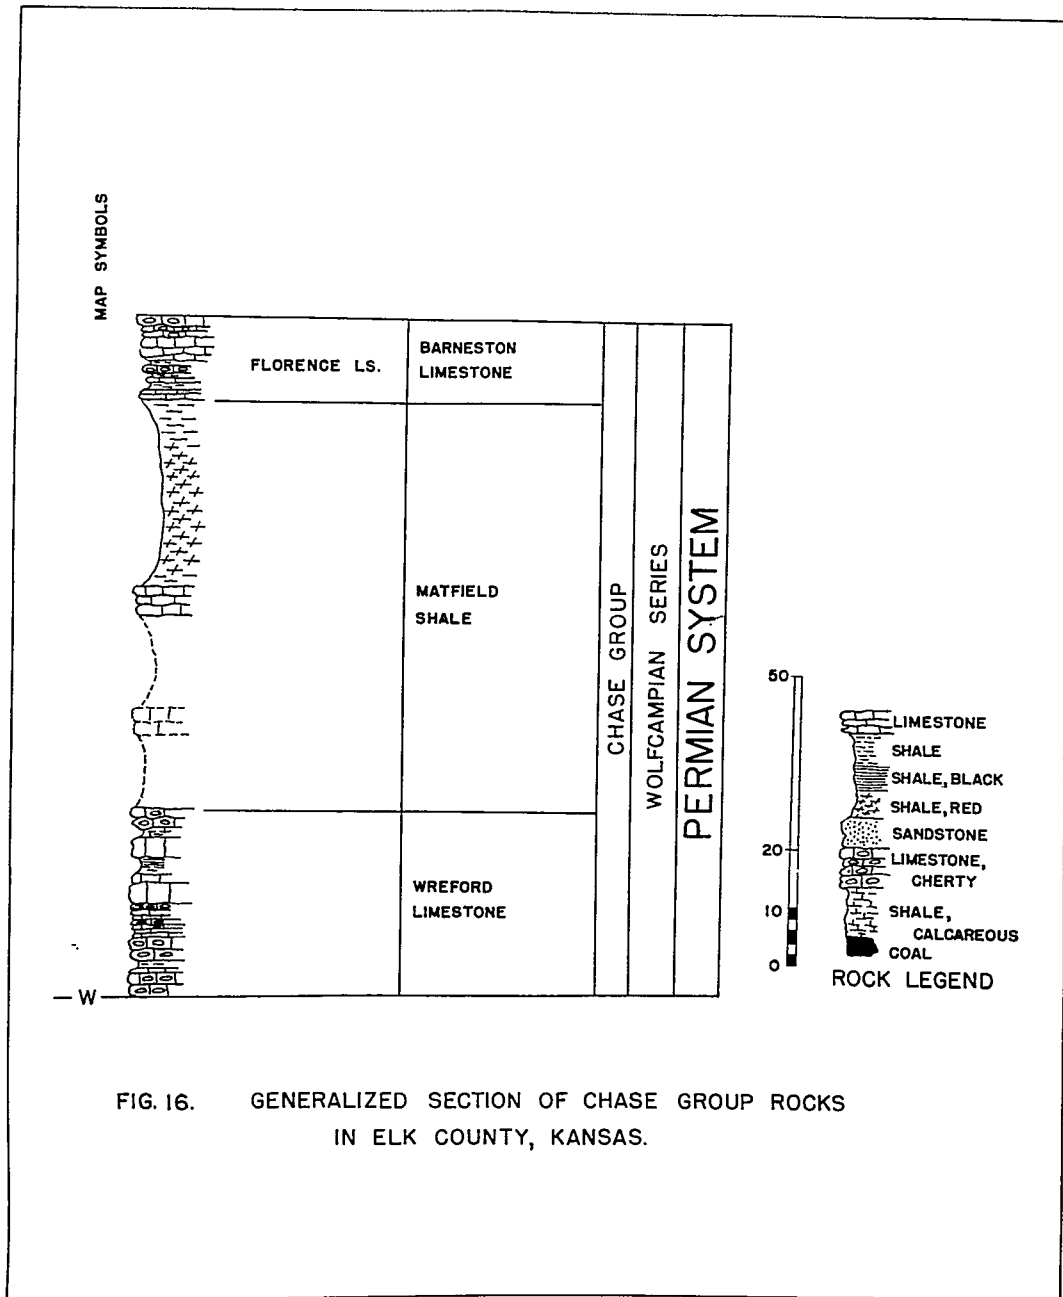 MAP SYMBOLS
FLORENCE LS.
BARNESTON
LIMESTONE
MATFIELD
SHALE
WREFORD
LIMESTONE
CHASE GROUP
WOLFCAMPIAN SERIES
PERMIAN SYSTEM
W
50
20
10
0
LIMESTONE
SHALE
SHALE, BLACK
SHALE, RED
SANDSTONE
LIMESTONE,
CHERTY
SHALE,
CALCAREOUS
COAL
ROCK LEGEND
FIG. 16. GENERALIZED SECTION OF CHASE GROUP ROCKS
IN ELK COUNTY, KANSAS.